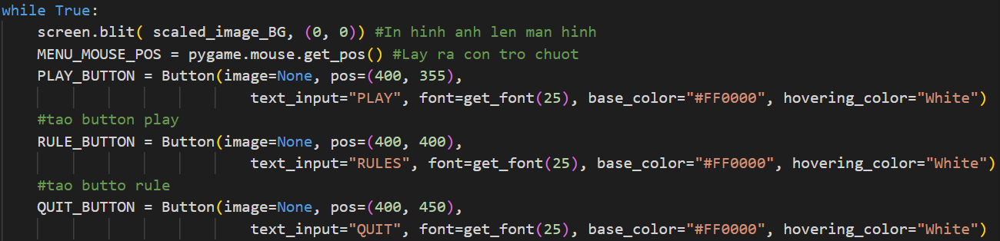 while True:
    screen.blit( scaled_image_BG, (0, 0)) #In hinh anh len man hinh
    MENU_MOUSE_POS = pygame.mouse.get_pos() #Lay ra con tro chuot
    PLAY_BUTTON = Button(image=None, pos=(400, 355),
                        text_input="PLAY", font=get_font(25), base_color="#FF0000", hovering_color="White")
    #tao button play
    RULE_BUTTON = Button(image=None, pos=(400, 400),
                        text_input="RULES", font=get_font(25), base_color="#FF0000", hovering_color="White")
    #tao butto rule
    QUIT_BUTTON = Button(image=None, pos=(400, 450),
                        text_input="QUIT", font=get_font(25), base_color="#FF0000", hovering_color="White")